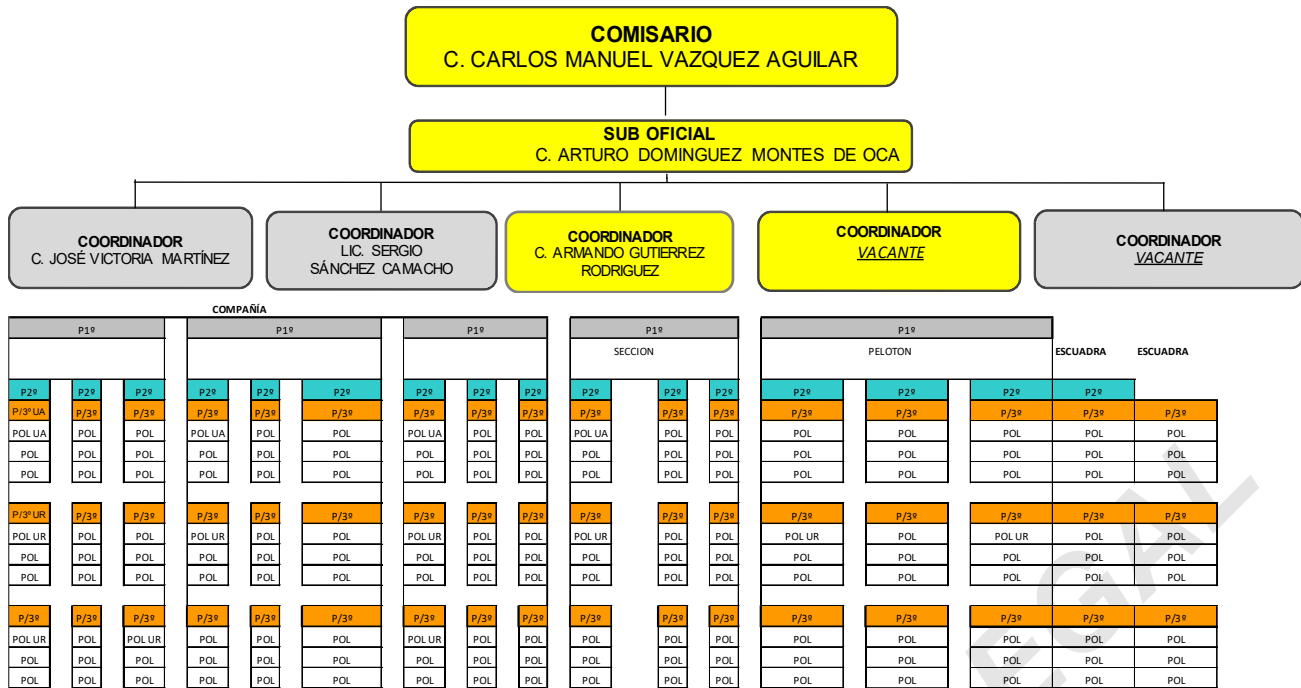 COMISARIO
C. CARLOS MANUEL VAZQUEZ AGUILAR
SUB OFICIAL
C. ARTURO DOMINGUEZ MONTES DE OCA
COORDINADOR
C. JOSÉ VICTORIA MARTÍNEZ
COORDINADOR
LIC. SERGIO
SÁNCHEZ CAMACHO
COORDINADOR
C. ARMANDO GUTIERREZ
RODRIGUEZ
COORDINADOR
VACANTE
COORDINADOR
VACANTE
COMPAÑÍA
P1º P1º P1º P1º P1º
SECCION PELOTON ESCUADRA ESCUADRA
P2º P2º P2º P2º P2º P2º P2º P2º P2º P2º P2º P2º P2º P2º P2º P2º
P/3º UA P/3º P/3º P/3º P/3º P/3º P/3º P/3º P/3º P/3º P/3º P/3º P/3º P/3º P/3º P/3º P/3º
POL UA POL POL POL UA POL POL POL UA POL POL POL UA POL POL POL POL POL POL POL
POL POL POL POL POL POL POL POL POL POL POL POL POL POL POL POL POL
POL POL POL POL POL POL POL POL POL POL POL POL POL POL POL POL POL
P/3º UR P/3º P/3º P/3º P/3º P/3º P/3º P/3º P/3º P/3º P/3º P/3º P/3º P/3º P/3º P/3º P/3º
POL UR POL POL POL UR POL POL POL UR POL POL POL UR POL POL POL UR POL POL UR POL POL
POL POL POL POL POL POL POL POL POL POL POL POL POL POL POL POL POL
POL POL POL POL POL POL POL POL POL POL POL POL POL POL POL POL POL
P/3º P/3º P/3º P/3º P/3º P/3º P/3º P/3º P/3º P/3º P/3º P/3º P/3º P/3º P/3º P/3º P/3º
POL UR POL POL UR POL POL POL POL UR POL POL POL POL POL POL POL POL POL POL
POL POL POL POL POL POL POL POL POL POL POL POL POL POL POL POL POL
POL POL POL POL POL POL POL POL POL POL POL POL POL POL POL POL POL
EGAL